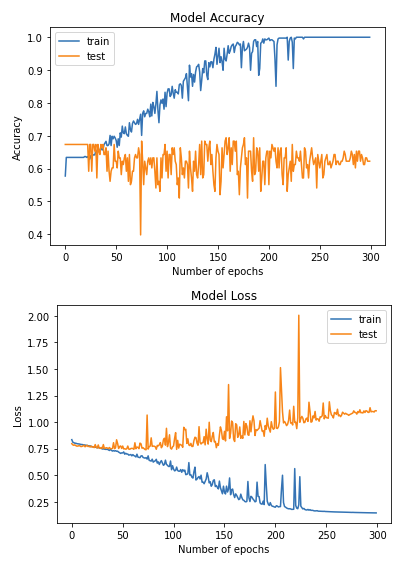 Model Accuracy
train
test
1.0
0.9
0.8
0.7
0.6
0.5
0.4
Accuracy
0 50 100 150 200 250 300
Number of epochs
Model Loss
train
test
2.00
1.75
1.50
1.25
1.00
0.75
0.50
0.25
Loss
0 50 100 150 200 250 300
Number of epochs